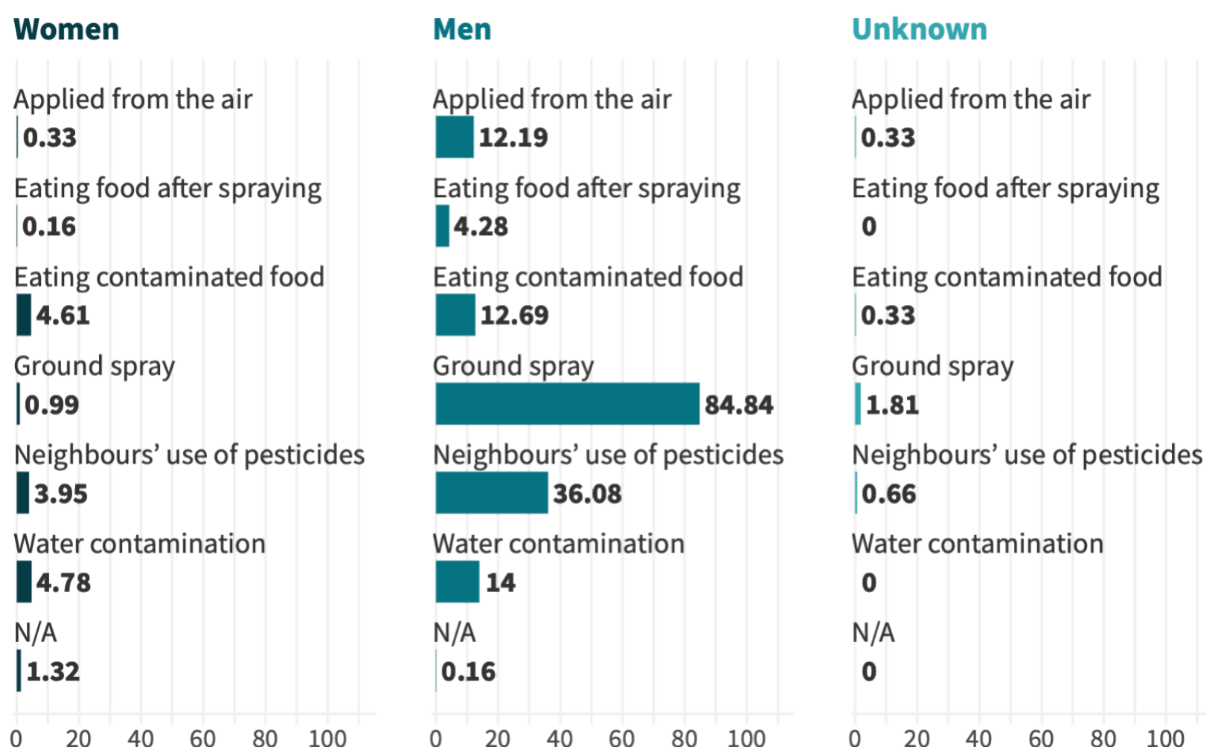 Women
Applied from the air
0.33
Eating food after spraying
0.16
Eating contaminated food
4.61
Ground spray
0.99
Neighbours’ use of pesticides
3.95
Water contamination
4.78
N/A
1.32
0 20 40 60 80 100
Men
Applied from the air
12.19
Eating food after spraying
4.28
Eating contaminated food
12.69
Ground spray
84.84
Neighbours’ use of pesticides
36.08
Water contamination
14
N/A
0.16
0 20 40 60 80 100
Unknown
Applied from the air
0.33
Eating food after spraying
0
Eating contaminated food
0.33
Ground spray
1.81
Neighbours’ use of pesticides
0.66
Water contamination
0
N/A
0
0 20 40 60 80 100